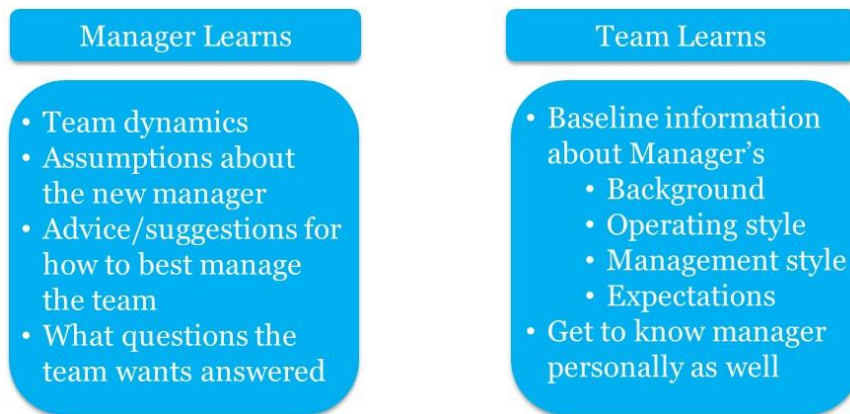 Manager Learns
• Team dynamics
• Assumptions about
the new manager
• Advice/suggestions for
how to best manage
the team
• What questions the
team wants answered
Team Learns
• Baseline information
about Manager’s
• Background
• Operating style
• Management style
• Expectations
• Get to know manager
personally as well